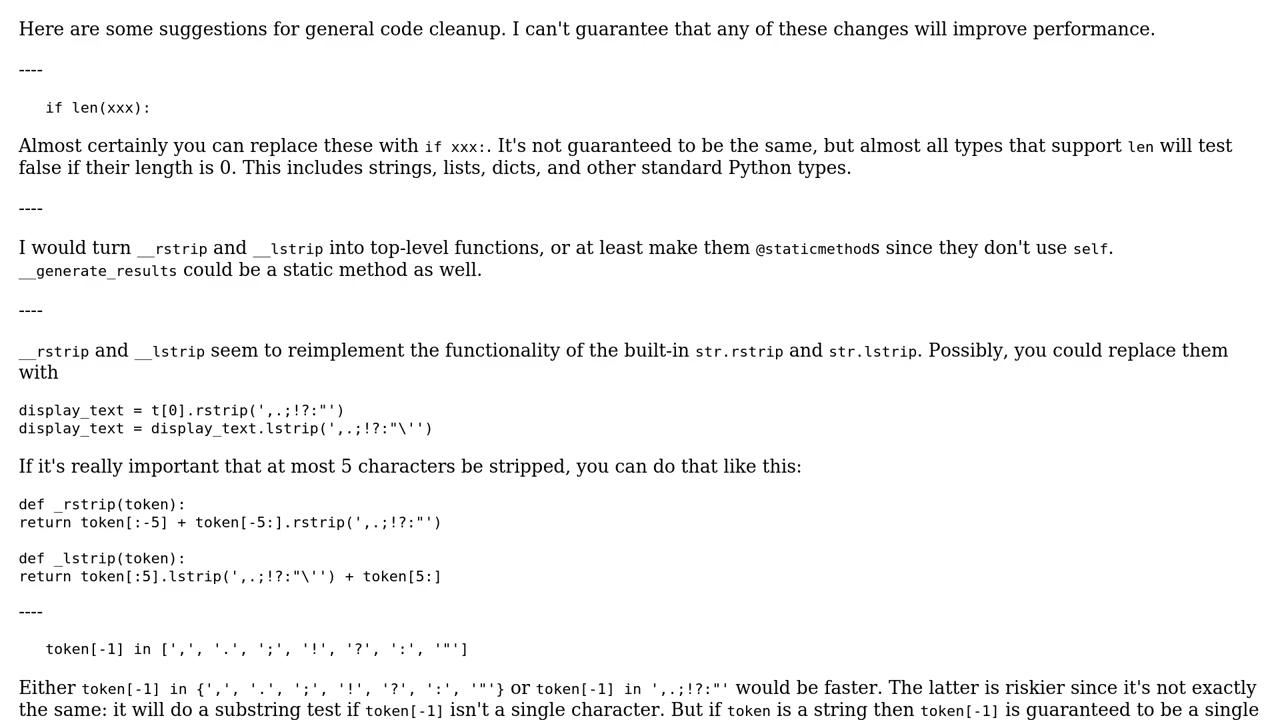 Here are some suggestions for general code cleanup. I can't guarantee that any of these changes will improve performance.
----
if len(xxx):
Almost certainly you can replace these with if xxx:. It's not guaranteed to be the same, but almost all types that support len will test
false if their length is 0. This includes strings, lists, dicts, and other standard Python types.
----
I would turn __rstrip and __lstrip into top-level functions, or at least make them @staticmethods since they don't use self.
__generate_results could be a static method as well.
----
__rstrip and __lstrip seem to reimplement the functionality of the built-in str.rstrip and str.lstrip. Possibly, you could replace them
with
display_text = t[0].rstrip(',.;!?:"')
display_text = display_text.lstrip(',.;!?:"\'')
If it's really important that at most 5 characters be stripped, you can do that like this:
def _rstrip(token):
return token[:-5] + token[-5:].rstrip(',.;!?:"')
def _lstrip(token):
return token[:5].lstrip(',.;!?:"\'') + token[5:]
----
token[-1] in [',', '.', ';', '!', '?', ':', '"']
Either token[-1] in {',', '.', ';', '!', '?', ':', '"'} or token[-1] in ',.;!?:"' would be faster. The latter is riskier since it's not exactly
the same: it will do a substring test if token[-1] isn't a single character. But if token is a string then token[-1] is guaranteed to be a single